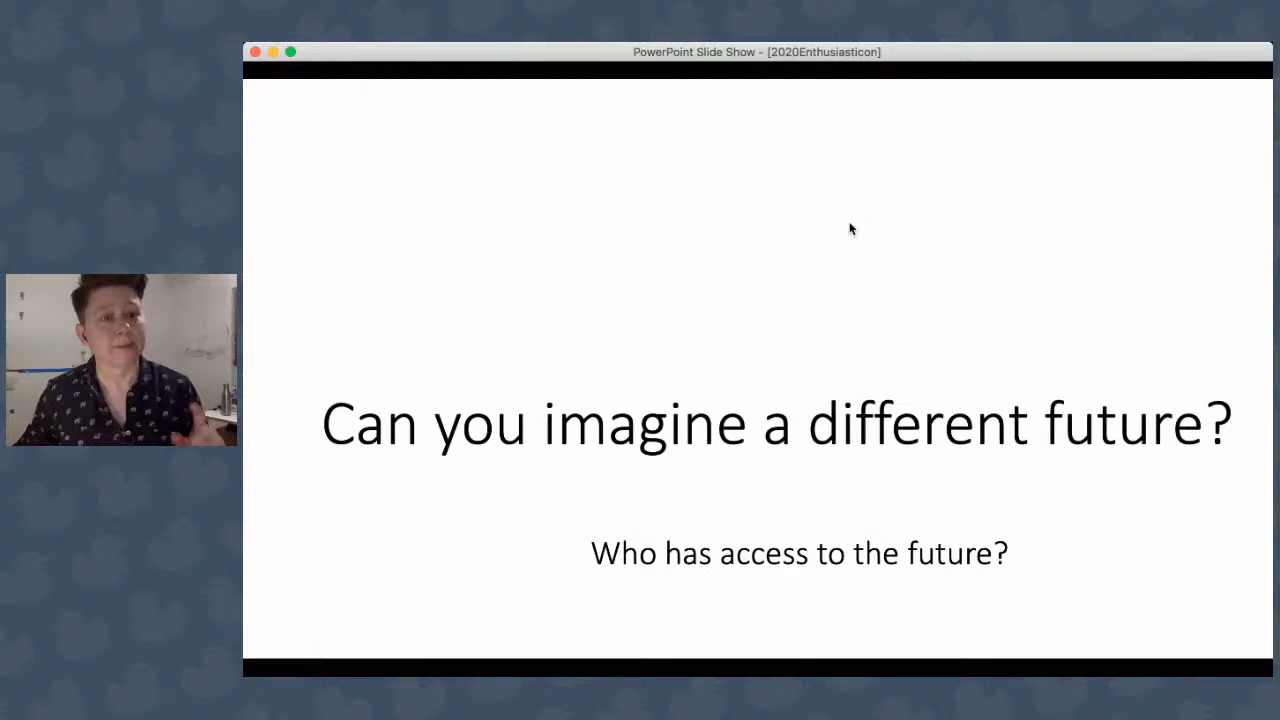 PowerPoint Slide Show - [2020Enthusiasticon]
Can you imagine a different future?
Who has access to the future?